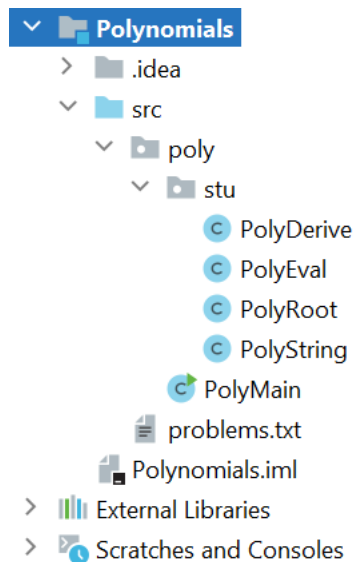 Polynomials
.idea
src
poly
stu
C PolyDerive
C PolyEval
C PolyRoot
C PolyString
C PolyMain
problems.txt
Polynomials.iml
External Libraries
Scratches and Consoles